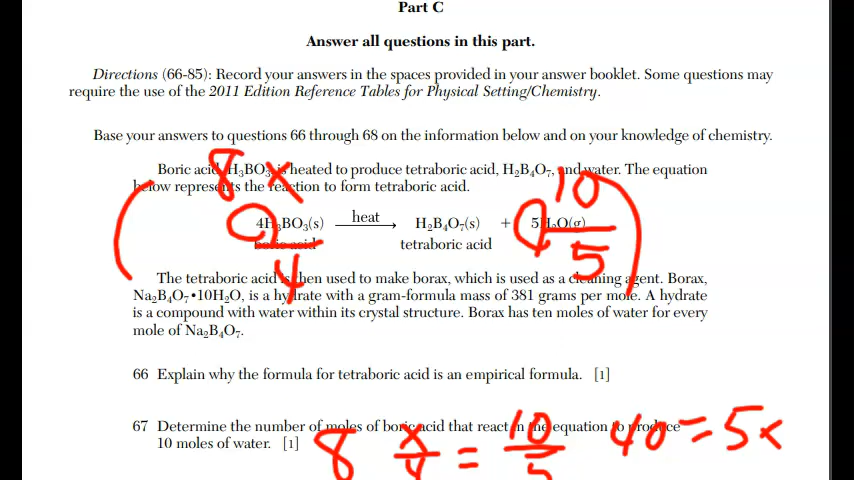 Part C
Answer all questions in this part.
Directions (66-85): Record your answers in the spaces provided in your answer booklet. Some questions may
require the use of the 2011 Edition Reference Tables for Physical Setting/Chemistry.
Base your answers to questions 66 through 68 on the information below and on your knowledge of chemistry.
8 x
10
Boric acid, H₃BO₃, is heated to produce tetraboric acid, H₂B₄O₇, and water. The equation
below represents the reaction to form tetraboric acid.
4H₃BO₃(s) heat → H₂B₄O₇(s) + 5H₂O(g)
boric acid tetraboric acid
4
5
The tetraboric acid is then used to make borax, which is used as a cleaning agent. Borax,
Na₂B₄O₇•10H₂O, is a hydrate with a gram-formula mass of 381 grams per mole. A hydrate
is a compound with water within its crystal structure. Borax has ten moles of water for every
mole of Na₂B₄O₇.
66 Explain why the formula for tetraboric acid is an empirical formula. [1]
67 Determine the number of moles of boric acid that react in the equation to produce
10 moles of water. [1]
8 x/4 = 10/5 40 = 5x